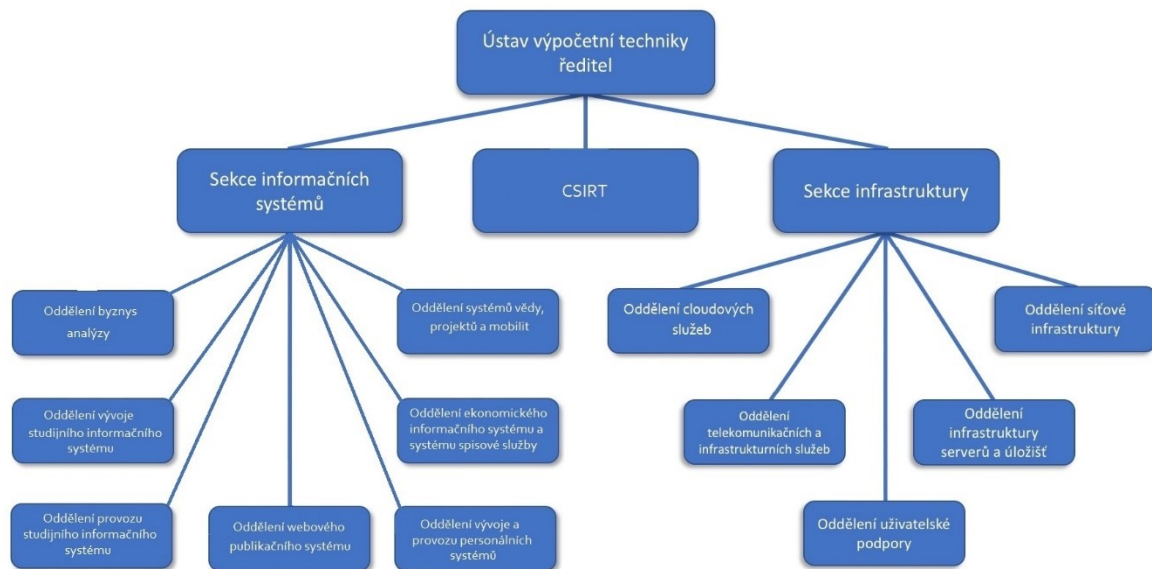 Ústav výpočetní techniky
ředitel
Sekce informačních
systémů
CSIRT
Sekce infrastruktury
Oddělení byznys
analýzy
Oddělení systémů vědy,
projektů a mobilit
Oddělení cloudových
služeb
Oddělení síťové
infrastruktury
Oddělení vývoje
studijního informačního
systému
Oddělení ekonomického
informačního systému a
systému spisové služby
Oddělení
telekomunikačních a
infrastrukturních služeb
Oddělení
infrastruktury
serverů a úložišť
Oddělení provozu
studijního informačního
systému
Oddělení webového
publikačního systému
Oddělení vývoje a
provozu personálních
systémů
Oddělení uživatelské
podpory